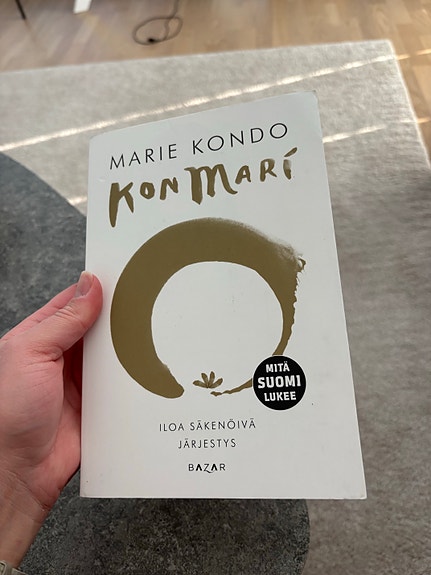 MARIE KONDO
KONMARÍ
MITÄ
SUOMI
LUKEE
ILOA SÄKENÖIVÄ
JÄRJESTYS
BAZAR